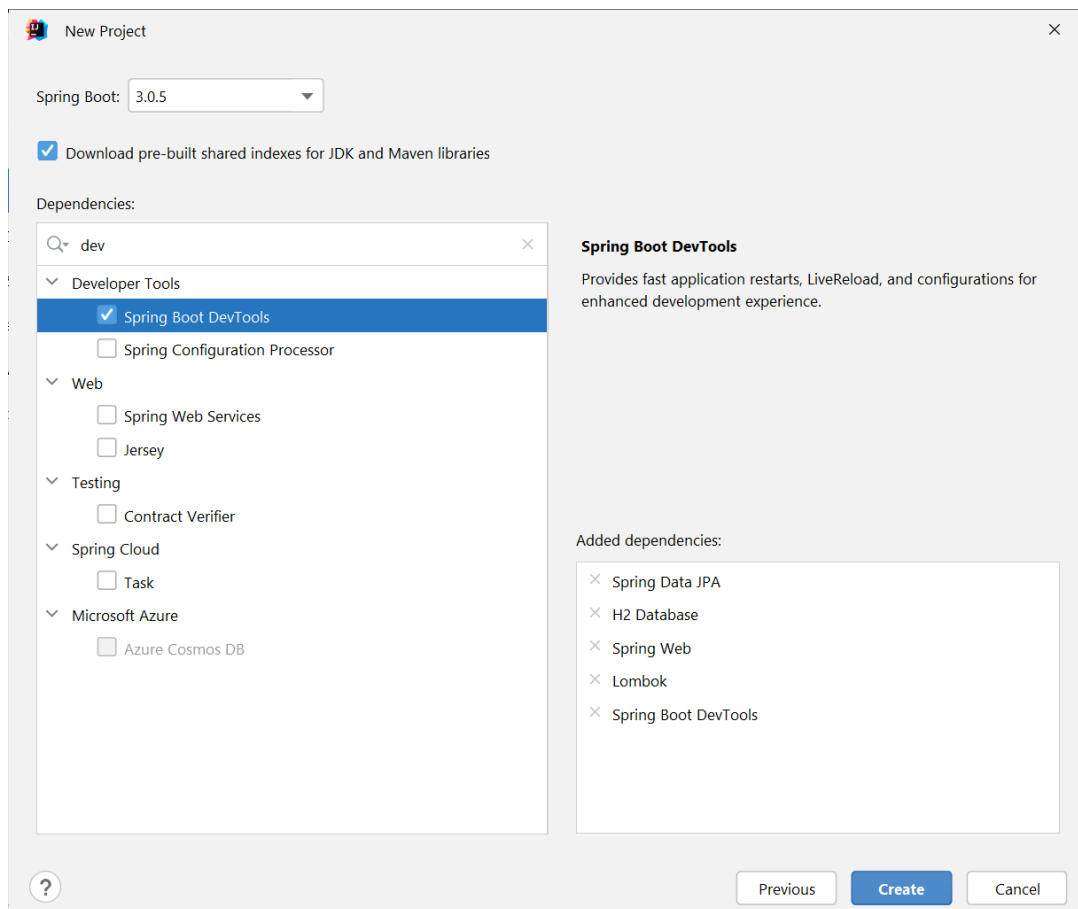 New Project
Spring Boot: 3.0.5
Download pre-built shared indexes for JDK and Maven libraries
Dependencies:
dev
Developer Tools
Spring Boot DevTools
Spring Configuration Processor
Web
Spring Web Services
Jersey
Testing
Contract Verifier
Spring Cloud
Task
Microsoft Azure
Azure Cosmos DB
Spring Boot DevTools
Provides fast application restarts, LiveReload, and configurations for
enhanced development experience.
Added dependencies:
Spring Data JPA
H2 Database
Spring Web
Lombok
Spring Boot DevTools
?
Previous
Create
Cancel